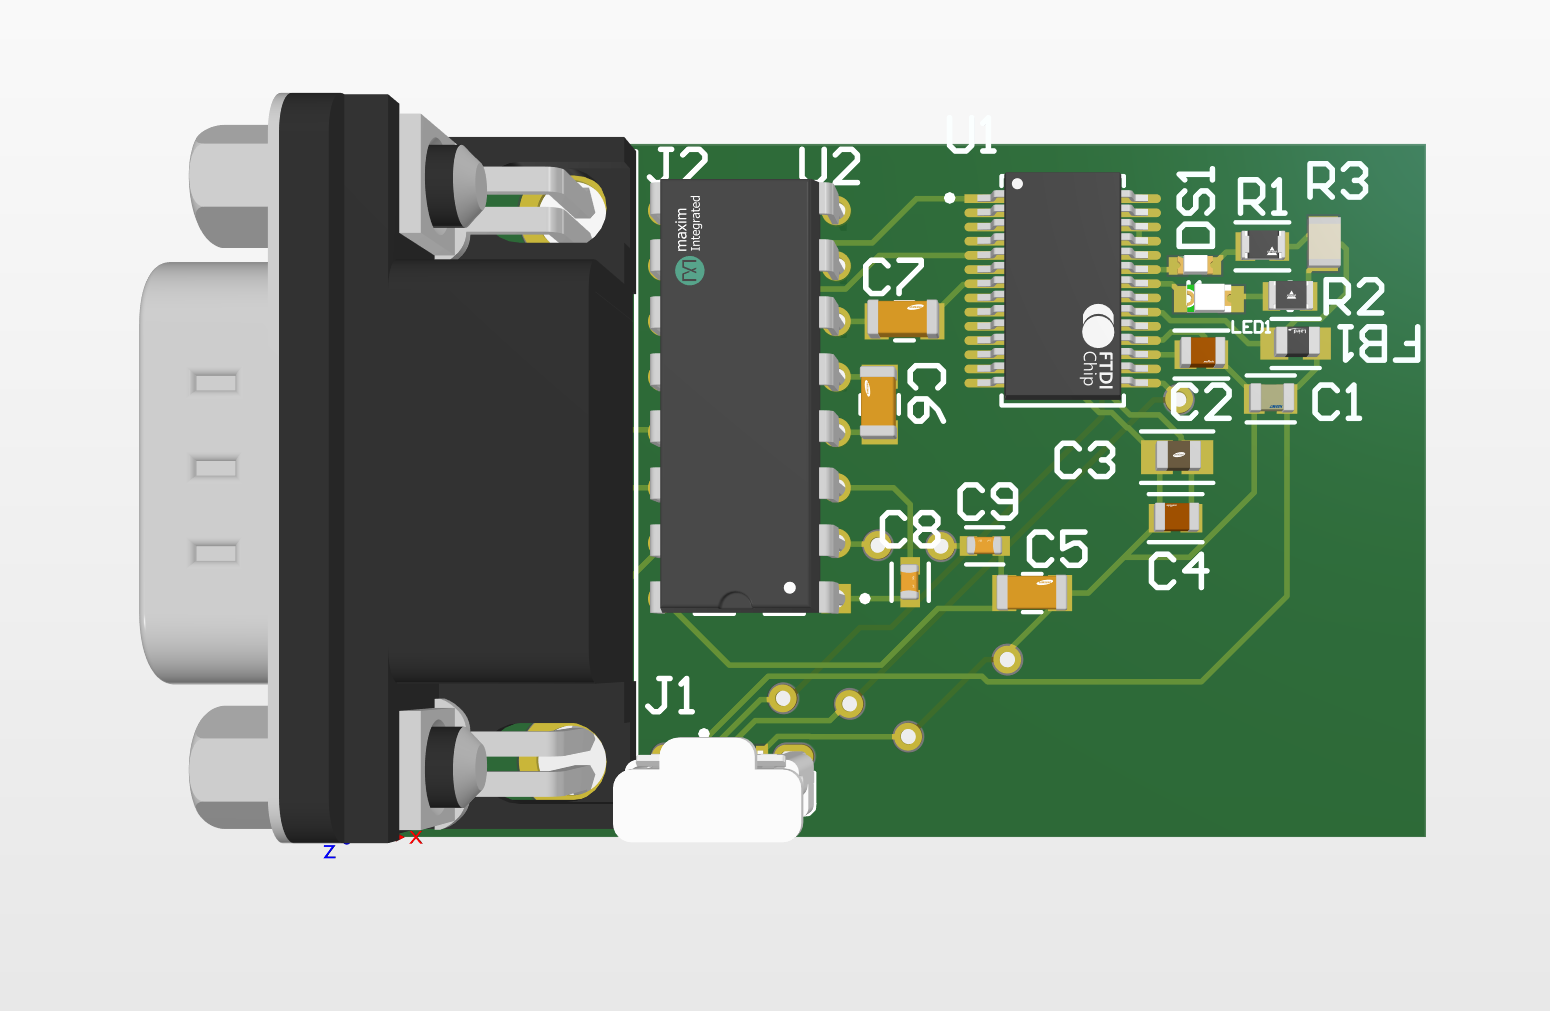 U1
J2
U2
maxim
Integrated
DS1
R1
R3
C7
R2
LED1
FB1
FTDI
Chip
C6
C2
C1
C3
C9
C8
C5
C4
J1
x
z